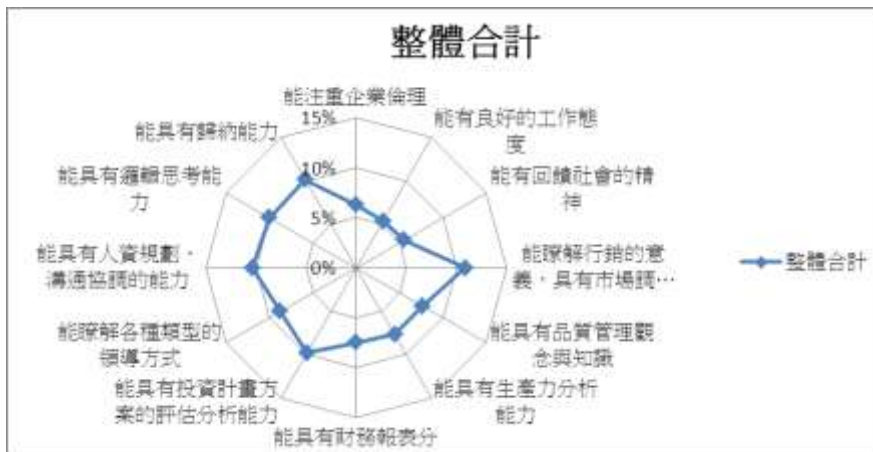 整體合計
能注重企業倫理
15%
能有良好的工作態
度
能具有歸納能力
10%
能具有邏輯思考能
力
能有回饋社會的精
神
5%
能具有人資規劃、
溝通協調的能力
0%
能瞭解行銷的意
義，具有市場調…
整體合計
能瞭解各種類型的
領導方式
能具有品質管理觀
念與知識
能具有投資計畫方
案的評估分析能力
能具有生產力分析
能力
能具有財務報表分